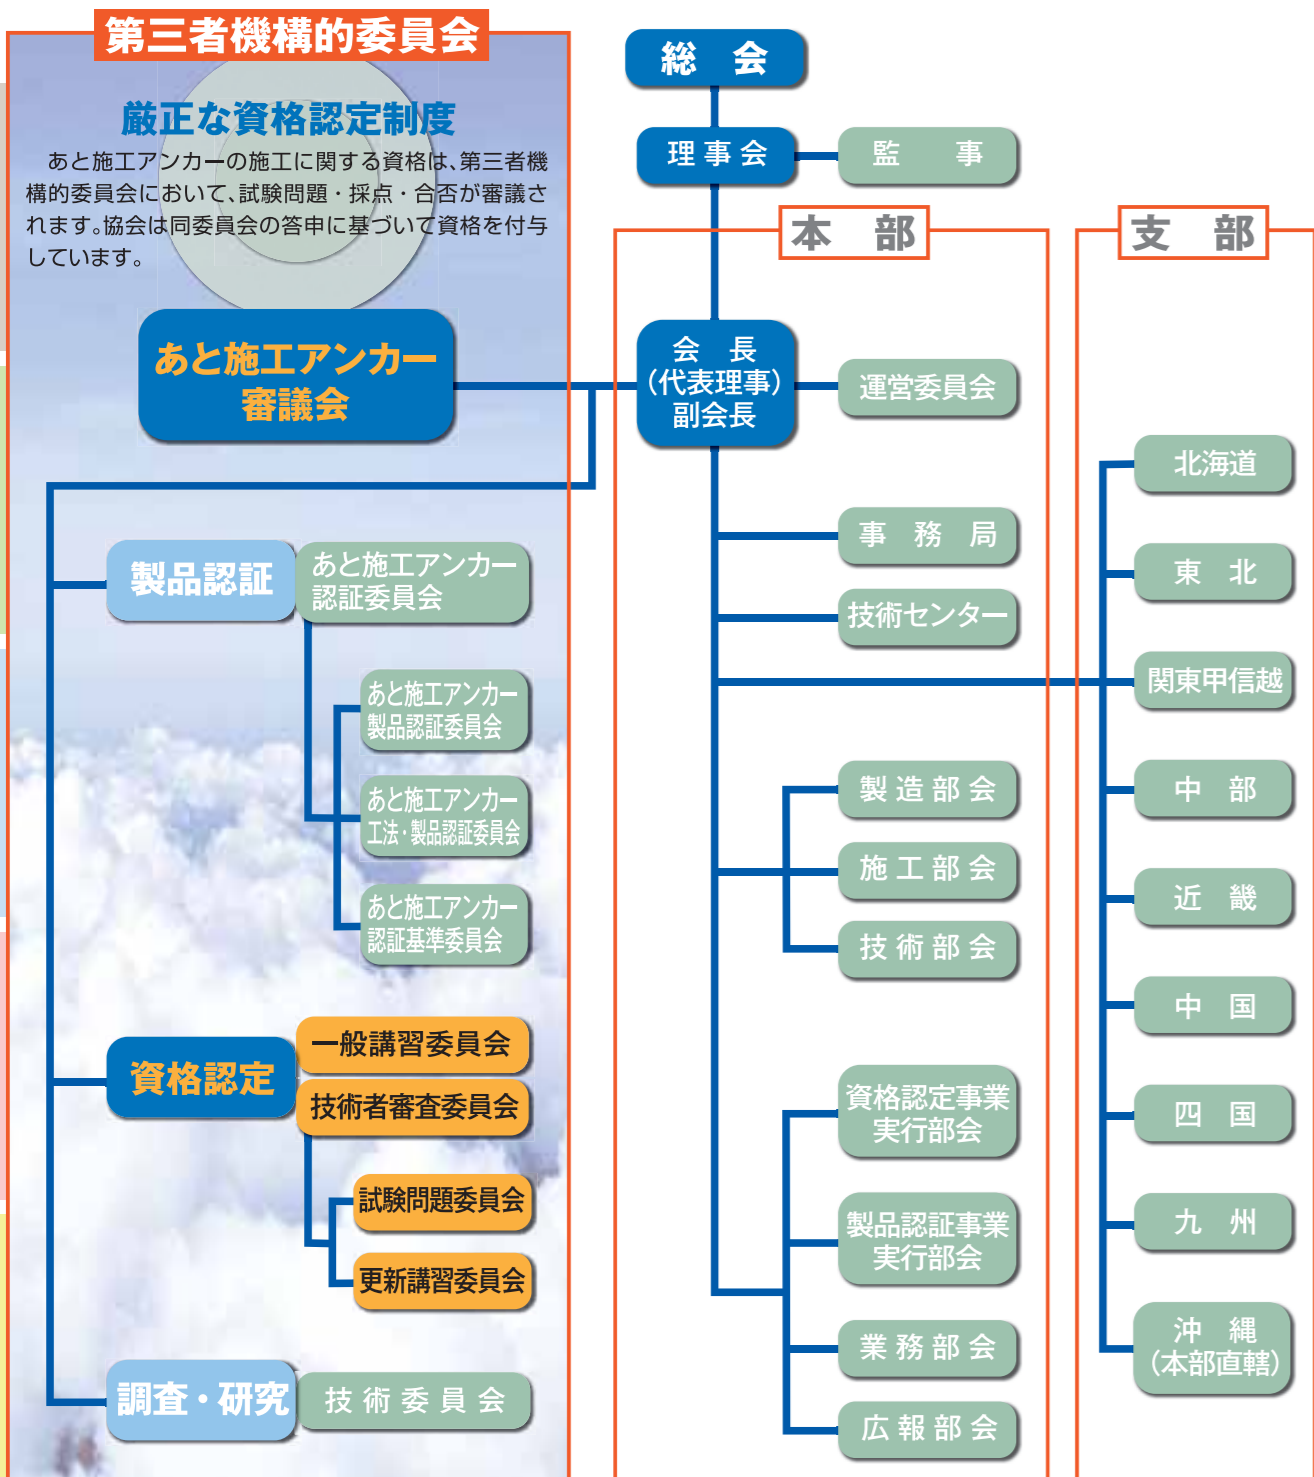 第三者機構的委員会
厳正な資格認定制度
あと施工アンカーの施工に関する資格は、第三者機
構的委員会において、試験問題・採点・合否が審議さ
れます。協会は同委員会の答申に基づいて資格を付与
しています。
あと施工アンカー
審議会
製品認証
あと施工アンカー
認証委員会
あと施工アンカー
製品認証委員会
あと施工アンカー
工法・製品認証委員会
あと施工アンカー
認証基準委員会
資格認定
一般講習委員会
技術者審査委員会
試験問題委員会
更新講習委員会
調査・研究
技術委員会
総 会
理事会
監 事
本 部
会 長
（代表理事）
副会長
運営委員会
事 務 局
技術センター
製造部会
施工部会
技術部会
資格認定事業
実行部会
製品認証事業
実行部会
業務部会
広報部会
支 部
北海道
東 北
関東甲信越
中 部
近 畿
中 国
四 国
九 州
沖 縄
（本部直轄）